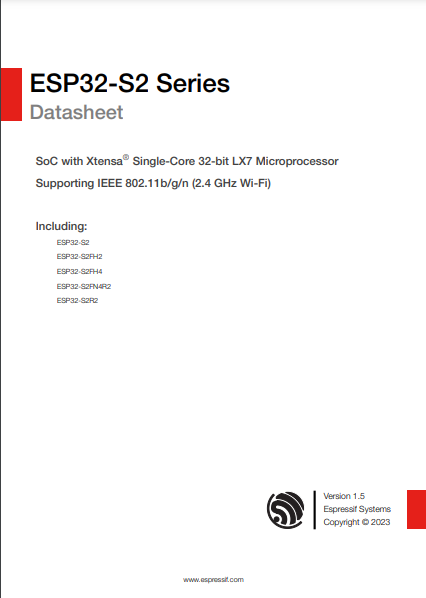 ESP32-S2 Series
Datasheet
SoC with Xtensa® Single-Core 32-bit LX7 Microprocessor
Supporting IEEE 802.11b/g/n (2.4 GHz Wi-Fi)
Including:
ESP32-S2
ESP32-S2FH2
ESP32-S2FH4
ESP32-S2FN4R2
ESP32-S2R2
Version 1.5
Espressif Systems
Copyright © 2023
www.espressif.com